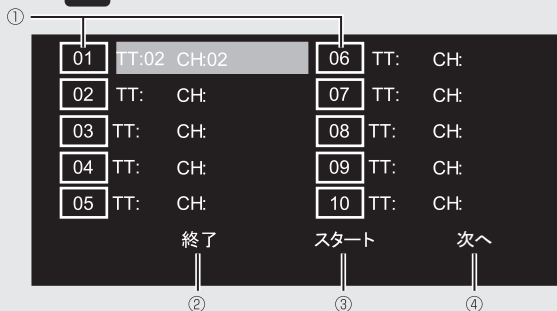 ①
01 TT:02 CH:02 06 TT: CH:
02 TT: CH: 07 TT: CH:
03 TT: CH: 08 TT: CH:
04 TT: CH: 09 TT: CH:
05 TT: CH: 10 TT: CH:
終了 スタート 次へ
② ③ ④